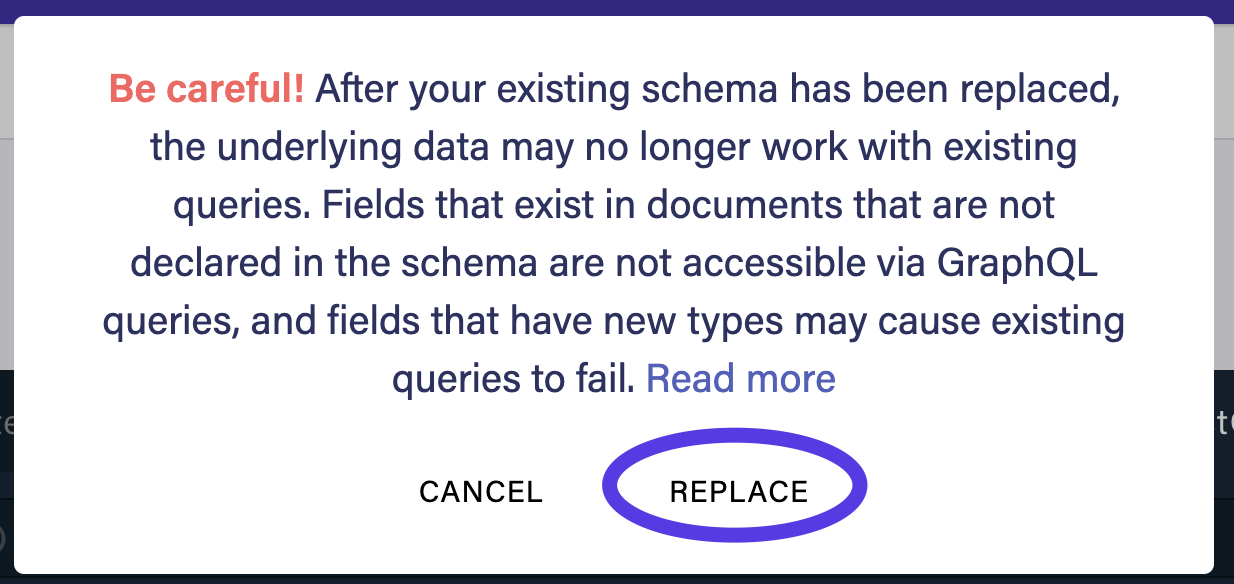 Be careful! After your existing schema has been replaced,
the underlying data may no longer work with existing
queries. Fields that exist in documents that are not
declared in the schema are not accessible via GraphQL
queries, and fields that have new types may cause existing
queries to fail. Read more
CANCEL REPLACE